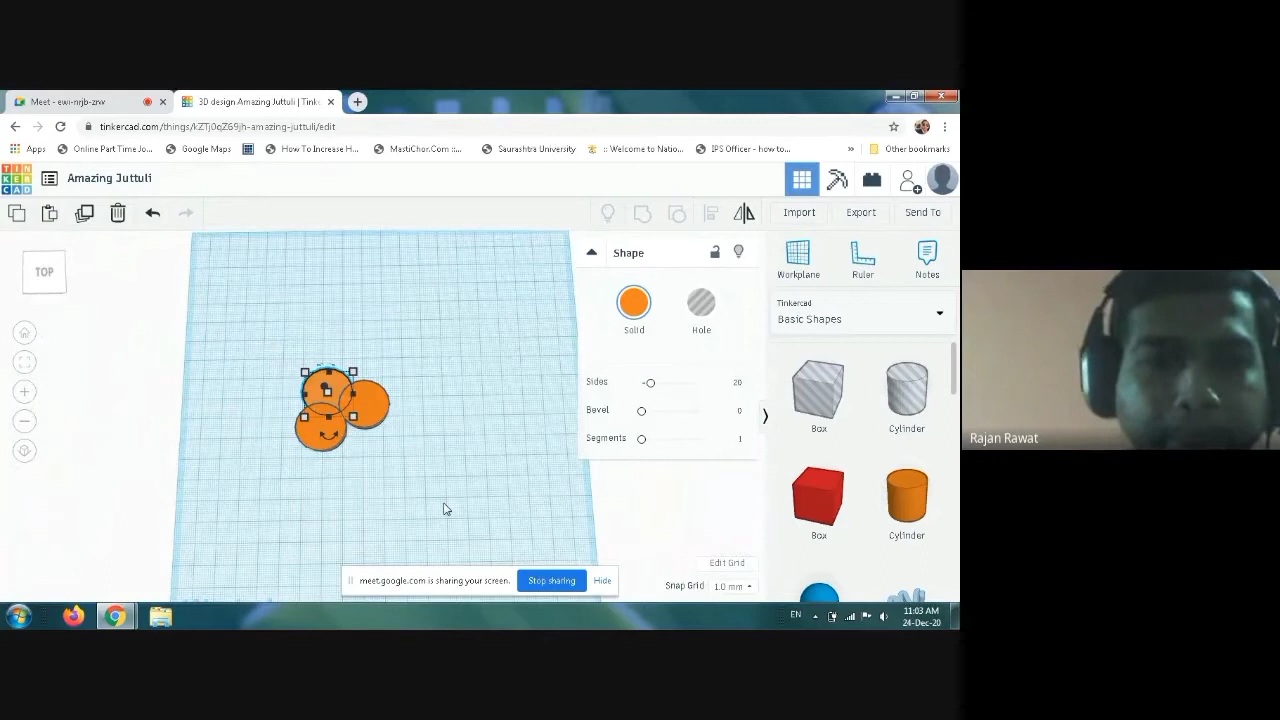 Meet - ewi-nrjb-zrw
3D design Amazing Juttuli | Tinke
tinkercad.com/things/kZTj0qZ69jh-amazing-juttuli/edit
Apps Online Part Time Jo... Google Maps How To Increase H... MastiChor.Com ::... Saurashtra University :: Welcome to Natio... IPS Officer - how to... » Other bookmarks
TIN
KER
CAD
Amazing Juttuli
Import Export Send To
TOP
Shape
Solid Hole
Sides 20
Bevel 0
Segments 1
Workplane Ruler Notes
Tinkercad
Basic Shapes
Box Cylinder
Box Cylinder
Rajan Rawat
Edit Grid
Snap Grid 1.0 mm
meet.google.com is sharing your screen. Stop sharing Hide
EN 11:03 AM
24-Dec-20